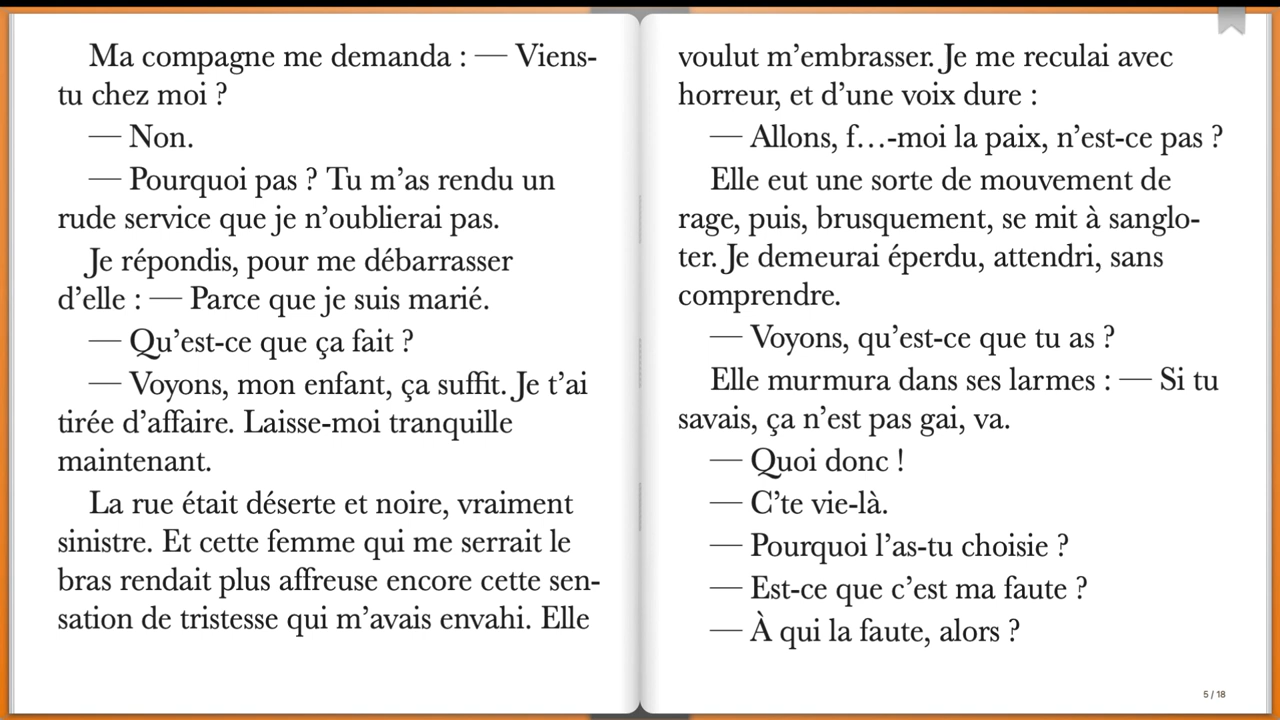 Ma compagne me demanda : — Viens-
tu chez moi ?
— Non.
— Pourquoi pas ? Tu m’as rendu un
rude service que je n’oublierai pas.
Je répondis, pour me débarrasser
d’elle : — Parce que je suis marié.
— Qu’est-ce que ça fait ?
— Voyons, mon enfant, ça suffit. Je t’ai
tirée d’affaire. Laisse-moi tranquille
maintenant.
La rue était déserte et noire, vraiment
sinistre. Et cette femme qui me serrait le
bras rendait plus affreuse encore cette sen-
sation de tristesse qui m’avais envahi. Elle
voulut m’embrasser. Je me reculai avec
horreur, et d’une voix dure :
— Allons, f…-moi la paix, n’est-ce pas ?
Elle eut une sorte de mouvement de
rage, puis, brusquement, se mit à sanglo-
ter. Je demeurai éperdu, attendri, sans
comprendre.
— Voyons, qu’est-ce que tu as ?
Elle murmura dans ses larmes : — Si tu
savais, ça n’est pas gai, va.
— Quoi donc !
— C’te vie-là.
— Pourquoi l’as-tu choisie ?
— Est-ce que c’est ma faute ?
— À qui la faute, alors ?
5 / 18